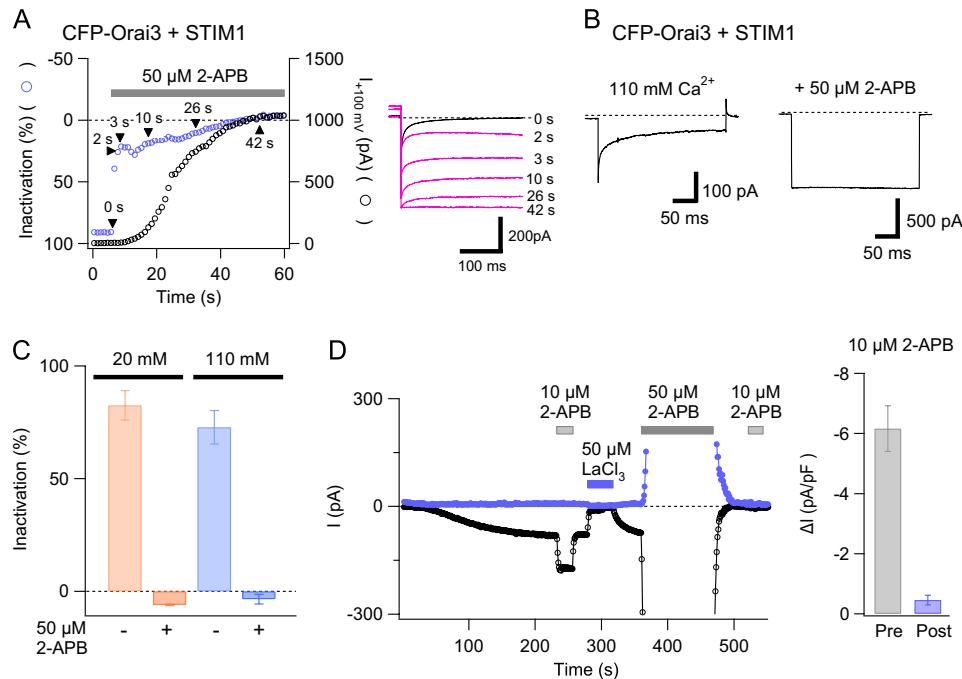 A
CFP-Orai3 + STIM1
Inactivation (%) ( ○ )
-50
0
50
100
50 µM 2-APB
0 s
2 s
3 s
10 s
26 s
42 s
0
20
40
60
Time (s)
1500
1000
500
0
I+100 mV (pA) ( ○ )
0 s
2 s
3 s
10 s
26 s
42 s
200pA
100 ms
B
CFP-Orai3 + STIM1
110 mM Ca2+
100 pA
50 ms
+ 50 µM 2-APB
500 pA
50 ms
C
Inactivation (%)
100
50
0
20 mM
110 mM
50 µM
2-APB
- + - +
D
I (pA)
300
0
-300
10 µM
2-APB
50 µM
LaCl3
50 µM
2-APB
10 µM
2-APB
100
200
300
400
500
Time (s)
10 µM 2-APB
ΔI (pA/pF)
-8
-6
-4
-2
0
Pre
Post